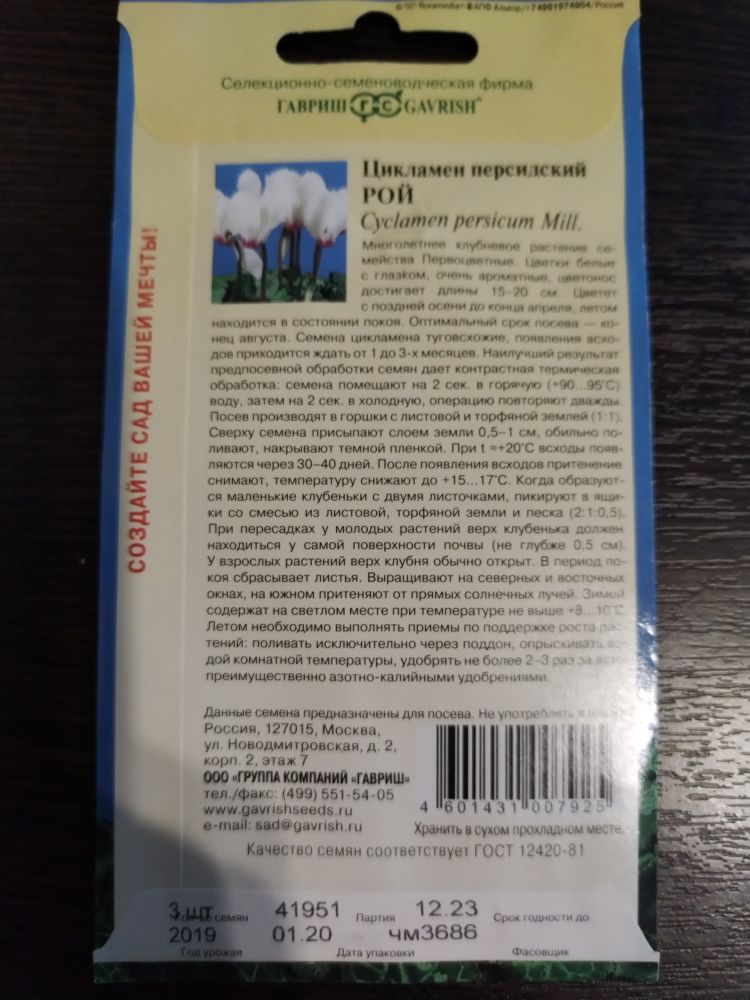 Россия
Селекционно-семеноводческая фирма
ГАВРИШ ГС GAVRISH®
СОЗДАЙТЕ САД ВАШЕЙ МЕЧТЫ!
Цикламен персидский
РОЙ
Cyclamen persicum Mill.
Многолетнее клубневое растение се-
мейства Первоцветные. Цветки белые
с глазком, очень ароматные, цветонос
достигает длины 15-20 см. Цветет
с поздней осени до конца апреля, летом
находится в состоянии покоя. Оптимальный срок посева — ко-
нец августа. Семена цикламена туговсхожие, появления всхо-
дов приходится ждать от 1 до 3-х месяцев. Наилучший результат
предпосевной обработки семян дает контрастная термическая
обработка: семена помещают на 2 сек. в горячую (+90...95°С)
воду, затем на 2 сек. в холодную, операцию повторяют дважды.
Посев производят в горшки с листовой и торфяной землей (1:1).
Сверху семена присыпают слоем земли 0,5–1 см, обильно по-
ливают, накрывают темной пленкой. При t ≈+20°С всходы появ-
ляются через 30–40 дней. После появления всходов притенение
снимают, температуру снижают до +15...17°С. Когда образуют-
ся маленькие клубеньки с двумя листочками, пикируют в ящи-
ки со смесью из листовой, торфяной земли и песка (2:1:0,5).
При пересадках у молодых растений верх клубенька должен
находиться у самой поверхности почвы (не глубже 0,5 см).
У взрослых растений верх клубня обычно открыт. В период по-
коя сбрасывает листья. Выращивают на северных и восточных
окнах, на южном притеняют от прямых солнечных лучей. Зимой
содержат на светлом месте при температуре не выше +8...10°С
Летом необходимо выполнять приемы по поддержке роста рас-
тений: поливать исключительно через поддон, опрыскивать во-
дой комнатной температуры, удобрять не более 2–3 раз за лето
преимущественно азотно-калийными удобрениями.
Данные семена предназначены для посева. Не употреблять в
Россия, 127015, Москва,
ул. Новодмитровская, д. 2,
корп. 2, этаж 7
ООО «ГРУППА КОМПАНИЙ «ГАВРИШ»
тел./факс: (499) 551-54-05
www.gavrishseeds.ru
e-mail: sad@gavrish.ru
4 601431 007925
Хранить в сухом прохладном месте.
Качество семян соответствует ГОСТ 12420-81
3 шт 41951 12.23
Кол-во семян Партия Срок годности до
2019 01.20 чм3686
Год урожая Дата упаковки Фасовщик